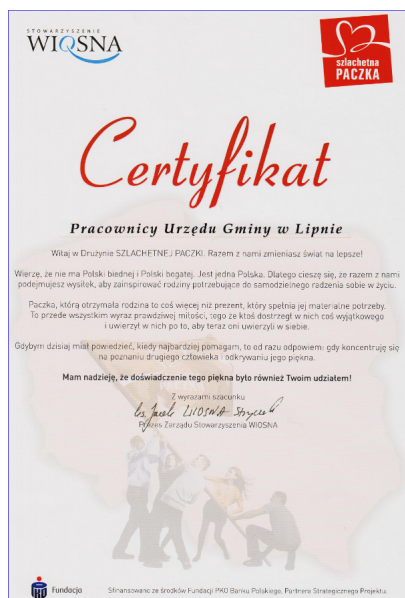 STOWARZYSZENIE
WIOSNA
szlachetna
PACZKA
Certyfikat
Pracownicy Urzędu Gminy w Lipnie
Witaj w Drużynie SZLACHETNEJ PACZKI. Razem z nami zmieniasz świat na lepsze!
Wierzę, że nie ma Polski biednej i Polski bogatej. Jest jedna Polska. Dlatego cieszę się, że razem z nami
podejmujesz wysiłek, aby zainspirować rodziny potrzebujące do samodzielnego radzenia sobie w życiu.
Paczka, którą otrzymała rodzina to coś więcej niż prezent, który spełnia jej materialne potrzeby.
To przede wszystkim wyraz prawdziwej miłości, tego że ktoś dostrzegł w nich coś wyjątkowego
i uwierzył w nich po to, aby teraz oni uwierzyli w siebie.
Gdybym dzisiaj miał powiedzieć, kiedy najbardziej pomagam, to od razu odpowiem: gdy koncentruję się
na poznaniu drugiego człowieka i odkrywaniu jego piękna.
Mam nadzieję, że doświadczenie tego piękna było również Twoim udziałem!
Z wyrazami szacunku
ks. Jacek WIOSNA Stryczek
Prezes Zarządu Stowarzyszenia WIOSNA
PKO
Fundacja
Sfinansowano ze środków Fundacji PKO Banku Polskiego, Partnera Strategicznego Projektu.